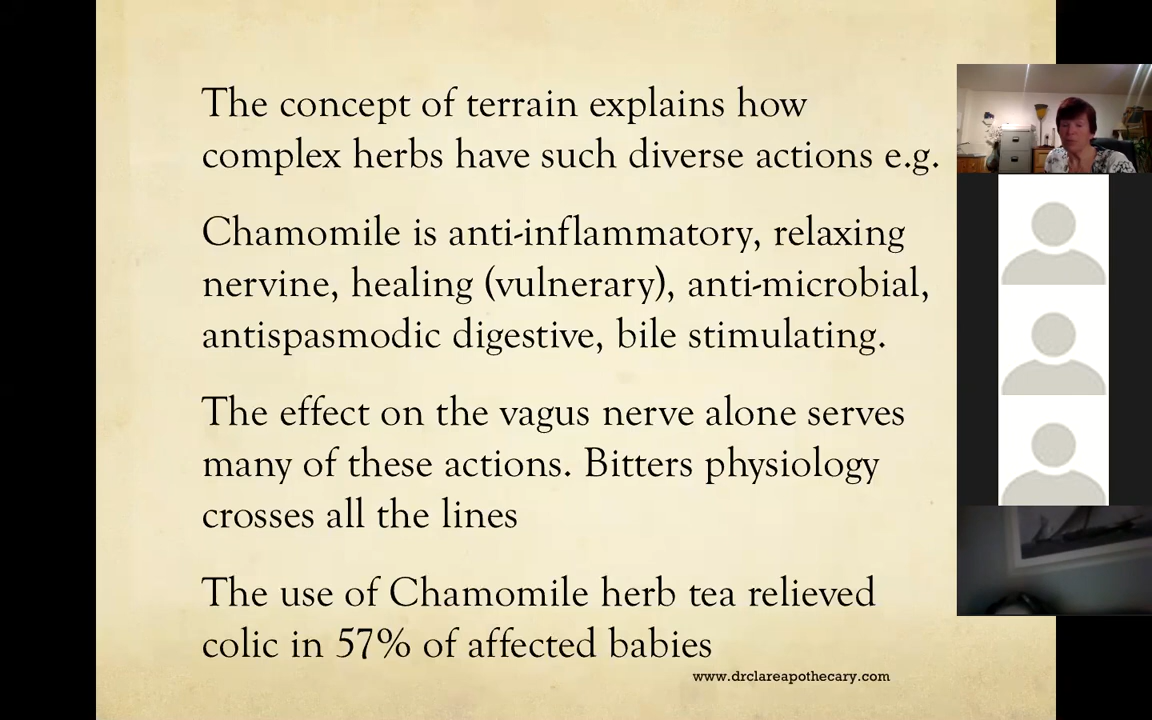 The concept of terrain explains how
complex herbs have such diverse actions e.g.
Chamomile is anti-inflammatory, relaxing
nervine, healing (vulnerary), anti-microbial,
antispasmodic digestive, bile stimulating.
The effect on the vagus nerve alone serves
many of these actions. Bitters physiology
crosses all the lines
The use of Chamomile herb tea relieved
colic in 57% of affected babies
www.drclareapothecary.com